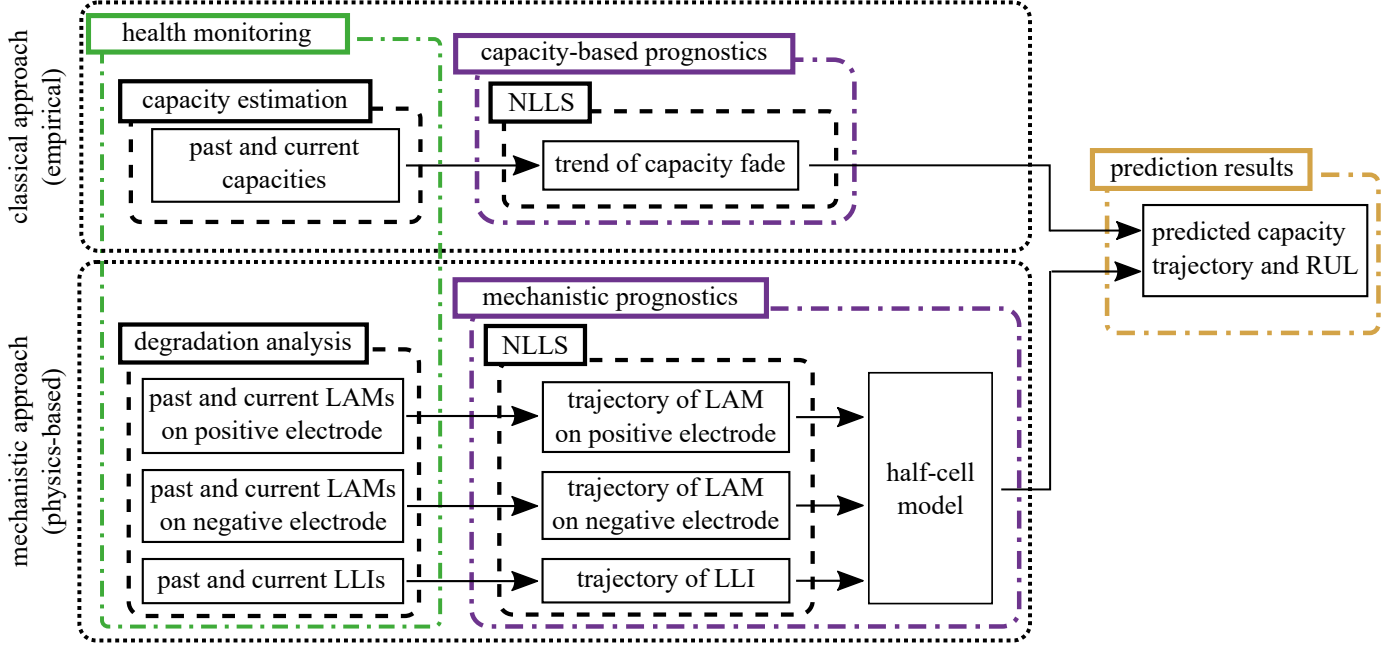 classical approach
(empirical)
health monitoring
capacity estimation
past and current
capacities
capacity-based prognostics
NLLS
trend of capacity fade
prediction results
predicted capacity
trajectory and RUL
mechanistic approach
(physics-based)
degradation analysis
past and current LAMs
on positive electrode
past and current LAMs
on negative electrode
past and current LLIs
mechanistic prognostics
NLLS
trajectory of LAM
on positive electrode
trajectory of LAM
on negative electrode
trajectory of LLI
half-cell
model